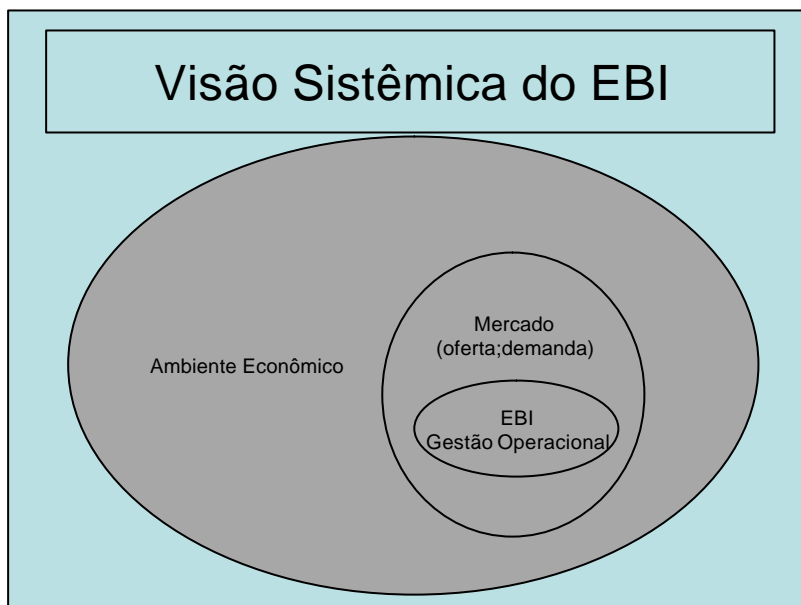 Visão Sistêmica do EBI
Mercado
(oferta;demanda)
Ambiente Econômico
EBI
Gestão Operacional